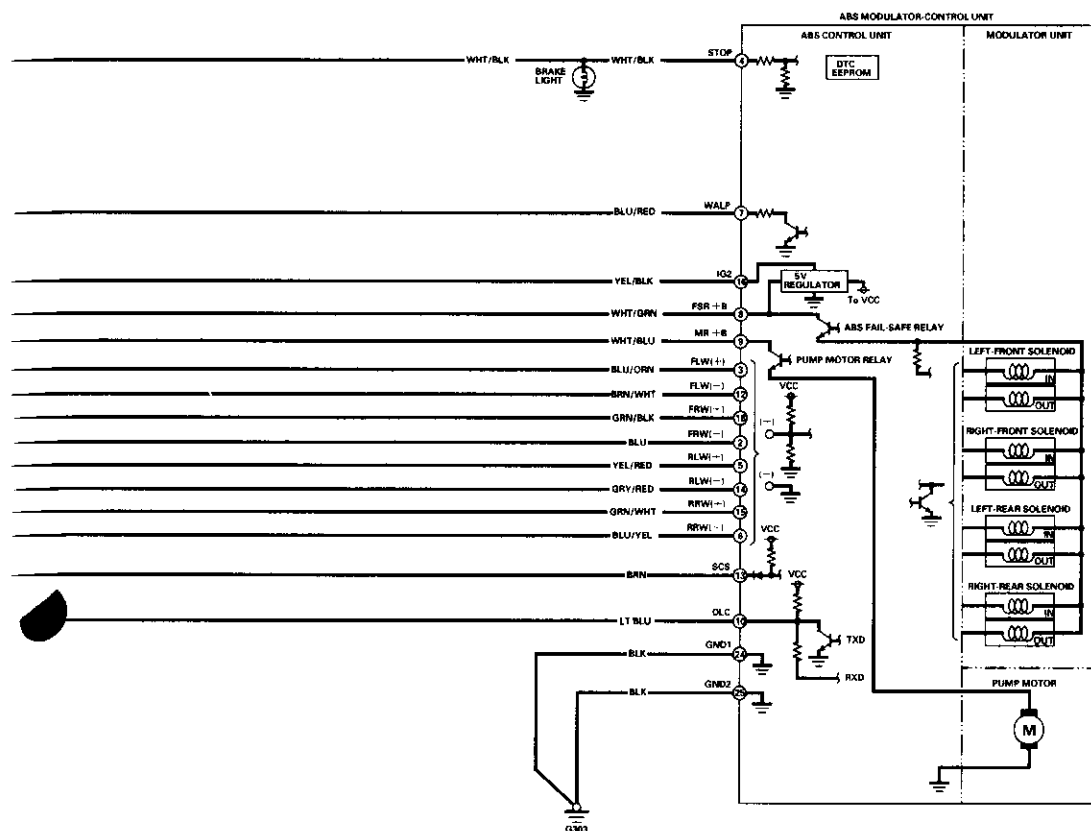 ABS MODULATOR-CONTROL UNIT
ABS CONTROL UNIT
MODULATOR UNIT
WHT/BLK
WHT/BLK
STOP
4
BRAKE
LIGHT
DTC
EEPROM
BLU/RED
WALP
7
YEL/BLK
IG2
16
5V
REGULATOR
To VCC
WHT/GRN
FSR +B
8
ABS FAIL-SAFE RELAY
WHT/BLU
MR +B
9
PUMP MOTOR RELAY
BLU/ORN
FLW(+)
3
BRN/WHT
FLW(−)
12
GRN/BLK
18
BLU
FRW(−)
2
YEL/RED
RLW(+)
5
GRY/RED
RLW(−)
14
GRN/WHT
RRW(+)
15
BLU/YEL
RRW(−)
6
VCC
(+)
(−)
LEFT-FRONT SOLENOID
IN
OUT
RIGHT-FRONT SOLENOID
IN
OUT
LEFT-REAR SOLENOID
IN
OUT
RIGHT-REAR SOLENOID
IN
OUT
VCC
BRN
SCS
13
VCC
LT BLU
DLC
10
TXD
RXD
BLK
GND1
24
BLK
GND2
25
PUMP MOTOR
M
G303